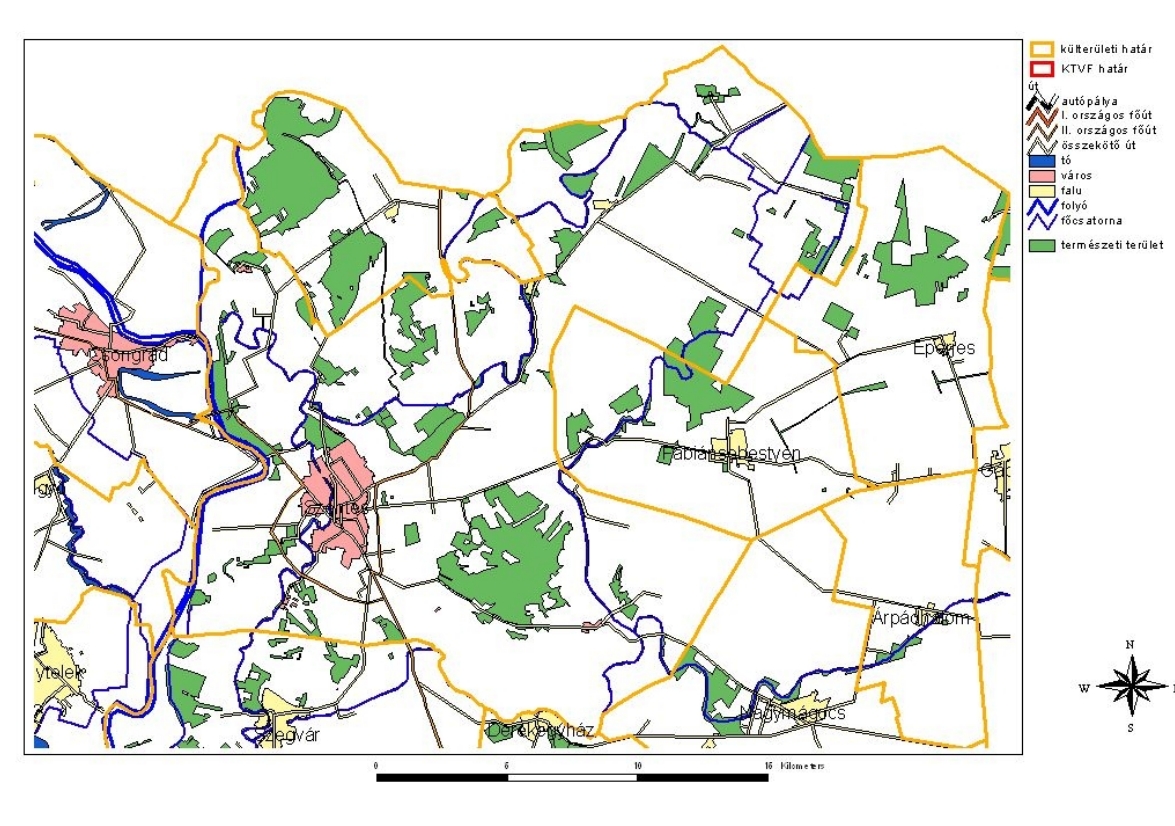 külterületi határ
KTVF határ
út
autópálya
I. országos főút
II. országos főút
összekötő út
tó
város
falu
folyó
főcsatorna
természeti terület
Csongrád
Eperjes
Fábiánsebestyén
Szentes
Árpádhalom
ytelek
Nagymágocs
Szegvár
Derekegyház
N
W
S
0 5 10 15 Kilometers